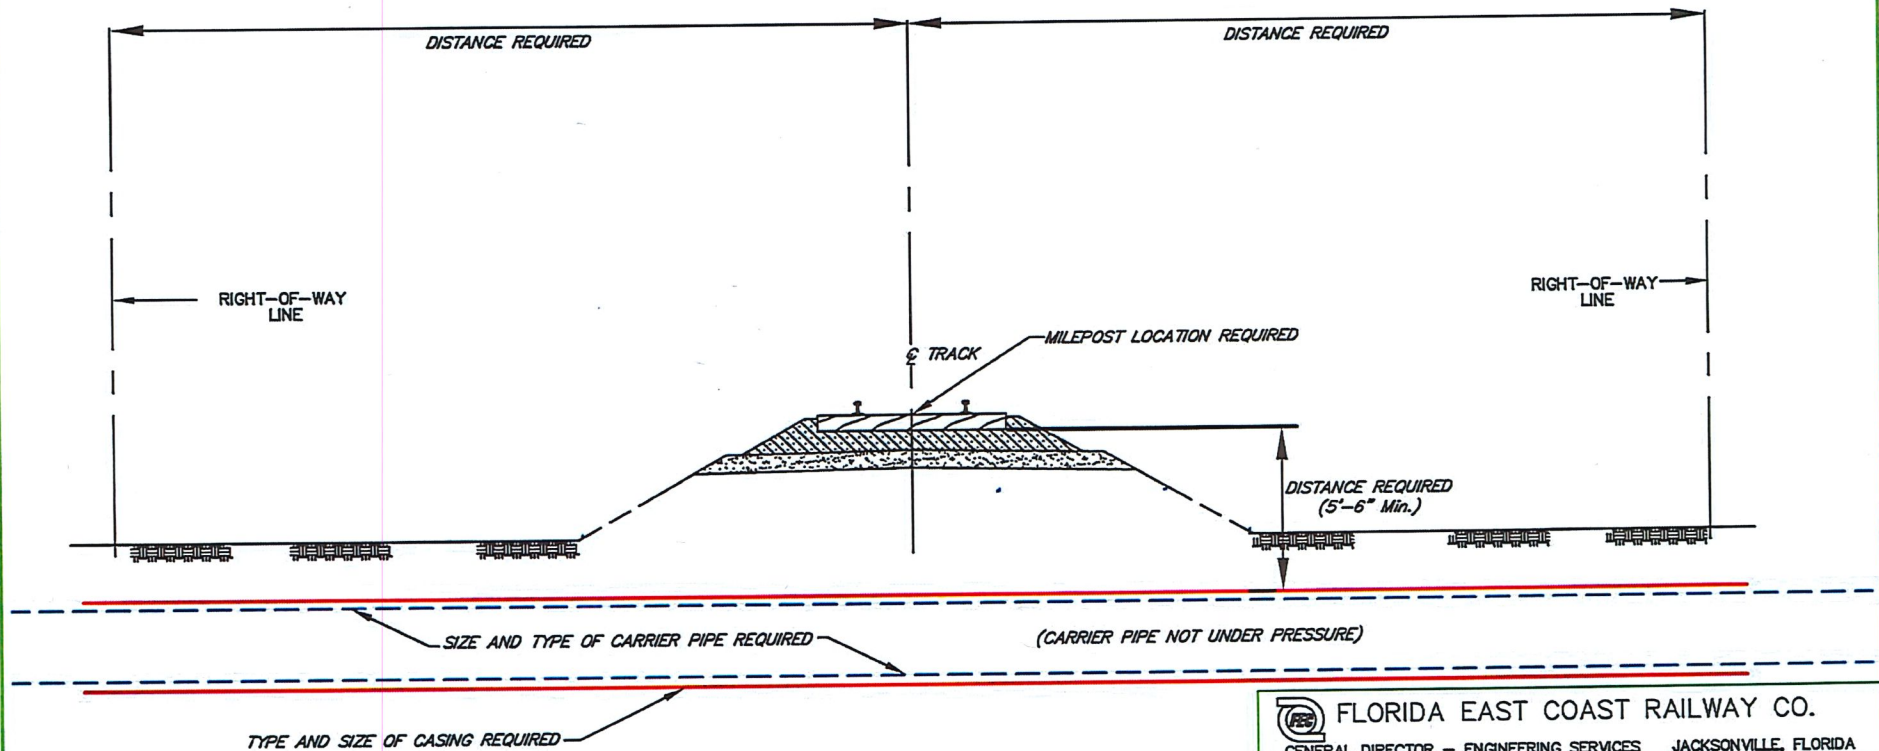 DISTANCE REQUIRED
DISTANCE REQUIRED
RIGHT-OF-WAY
LINE
RIGHT-OF-WAY
LINE
℄ TRACK
MILEPOST LOCATION REQUIRED
DISTANCE REQUIRED
(5'-6" Min.)
SIZE AND TYPE OF CARRIER PIPE REQUIRED
(CARRIER PIPE NOT UNDER PRESSURE)
TYPE AND SIZE OF CASING REQUIRED
FEC
FLORIDA EAST COAST RAILWAY CO.
GENERAL DIRECTOR - ENGINEERING SERVICES JACKSONVILLE, FLORIDA